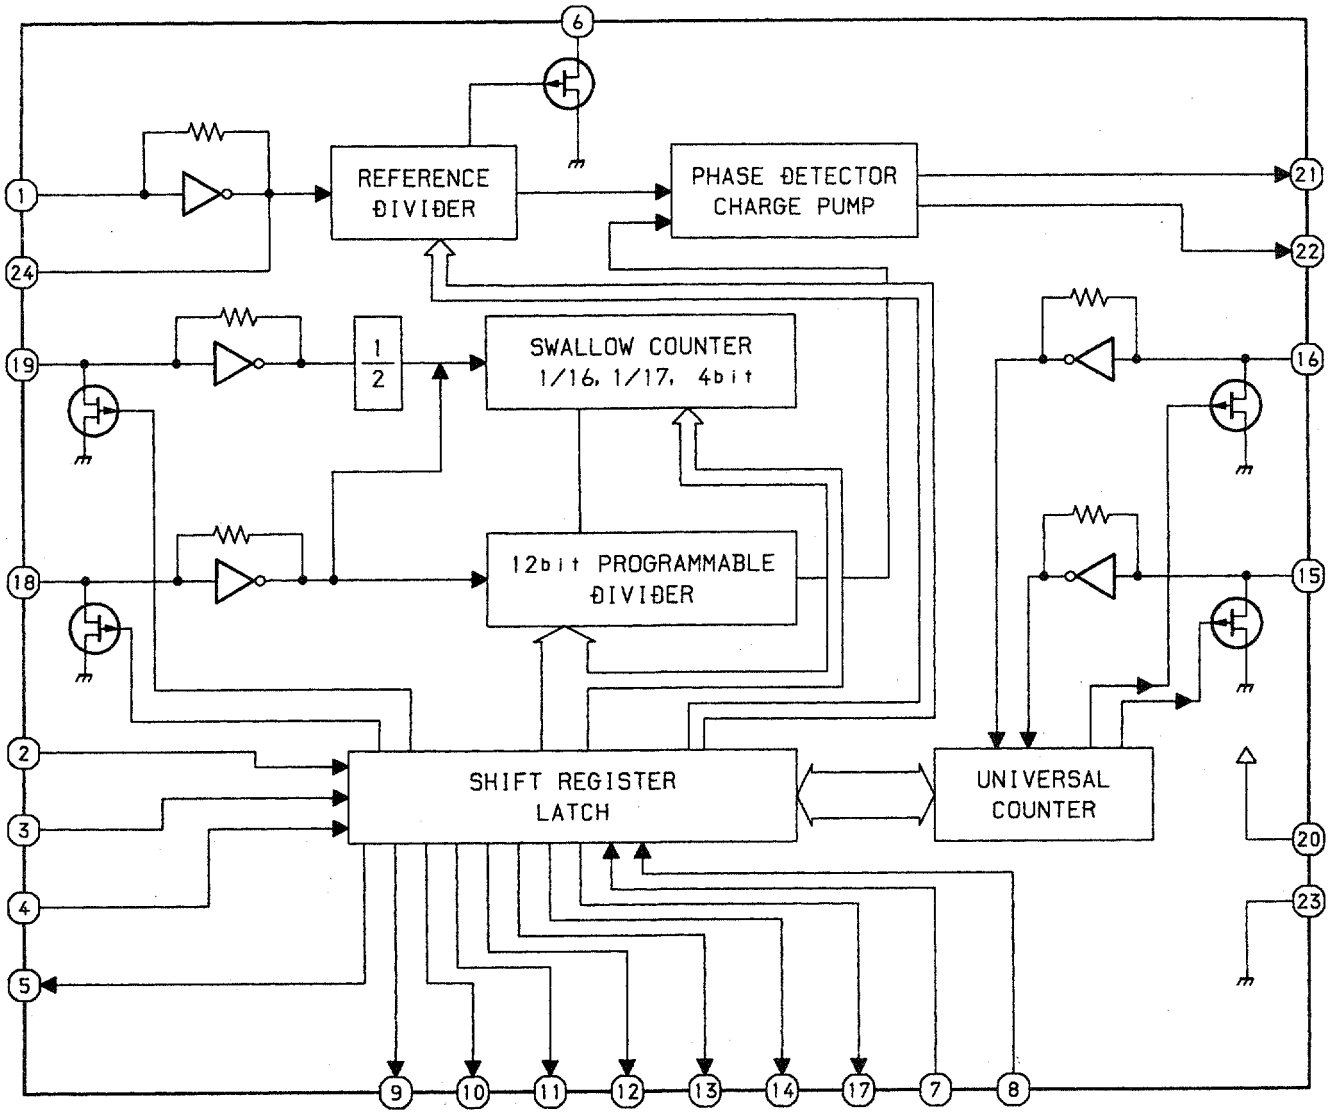 6
REFERENCE
DIVIDER
PHASE DETECTOR
CHARGE PUMP
1
21
22
24
19
1
2
SWALLOW COUNTER
1/16, 1/17, 4bit
16
18
12bit PROGRAMMABLE
DIVIDER
15
2
3
4
5
SHIFT REGISTER
LATCH
UNIVERSAL
COUNTER
20
23
9
10
11
12
13
14
17
7
8